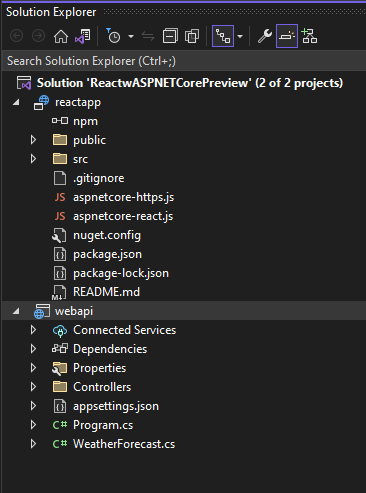 Solution Explorer
Search Solution Explorer (Ctrl+;)
Solution 'ReactwASPNETCorePreview' (2 of 2 projects)
reactapp
npm
public
src
.gitignore
JS aspnetcore-https.js
JS aspnetcore-react.js
nuget.config
package.json
package-lock.json
M↓ README.md
webapi
Connected Services
Dependencies
Properties
Controllers
appsettings.json
C# Program.cs
C# WeatherForecast.cs